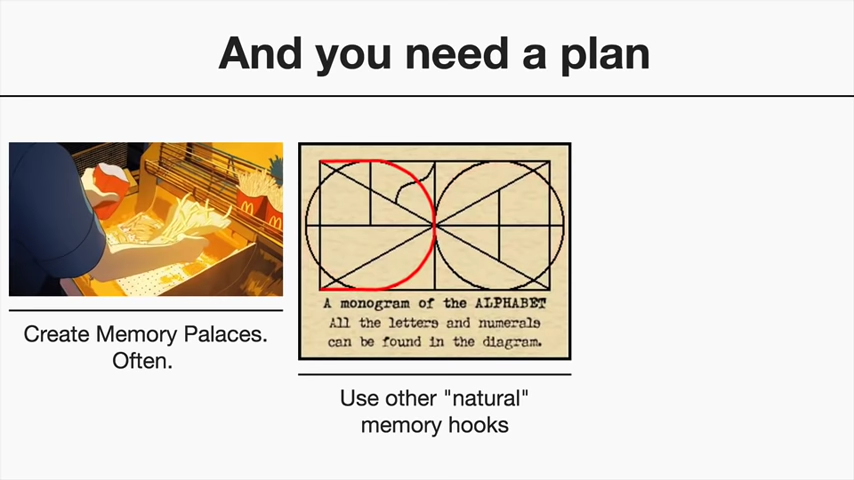 And you need a plan
Create Memory Palaces.
Often.
A monogram of the ALPHABET
All the letters and numerals
can be found in the diagram.
Use other "natural"
memory hooks